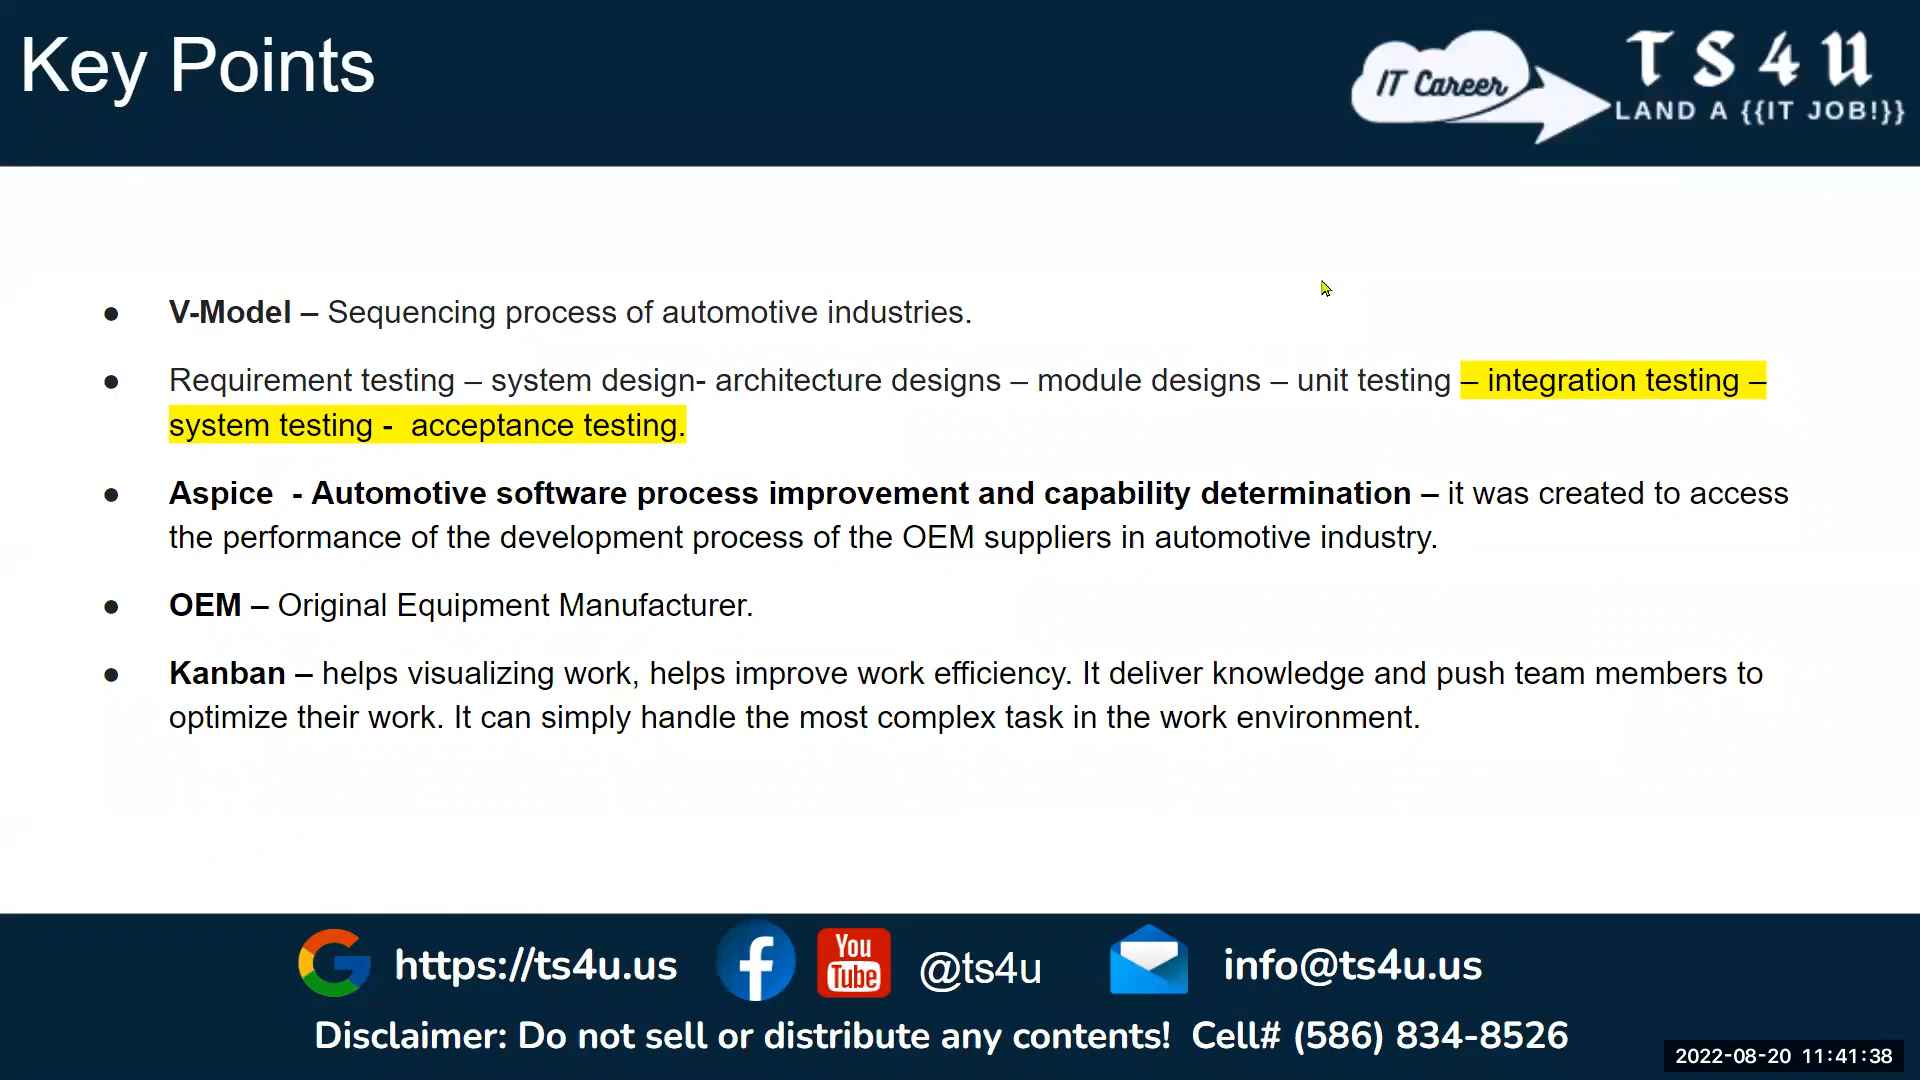 Key Points
IT Career
TS4U
LAND A {{IT JOB!}}
● V-Model – Sequencing process of automotive industries.
● Requirement testing – system design- architecture designs – module designs – unit testing – integration testing –
system testing -  acceptance testing.
● Aspice  - Automotive software process improvement and capability determination – it was created to access
the performance of the development process of the OEM suppliers in automotive industry.
● OEM – Original Equipment Manufacturer.
● Kanban – helps visualizing work, helps improve work efficiency. It deliver knowledge and push team members to
optimize their work. It can simply handle the most complex task in the work environment.
https://ts4u.us
You
Tube
@ts4u
info@ts4u.us
Disclaimer: Do not sell or distribute any contents!  Cell# (586) 834-8526
2022-08-20 11:41:38